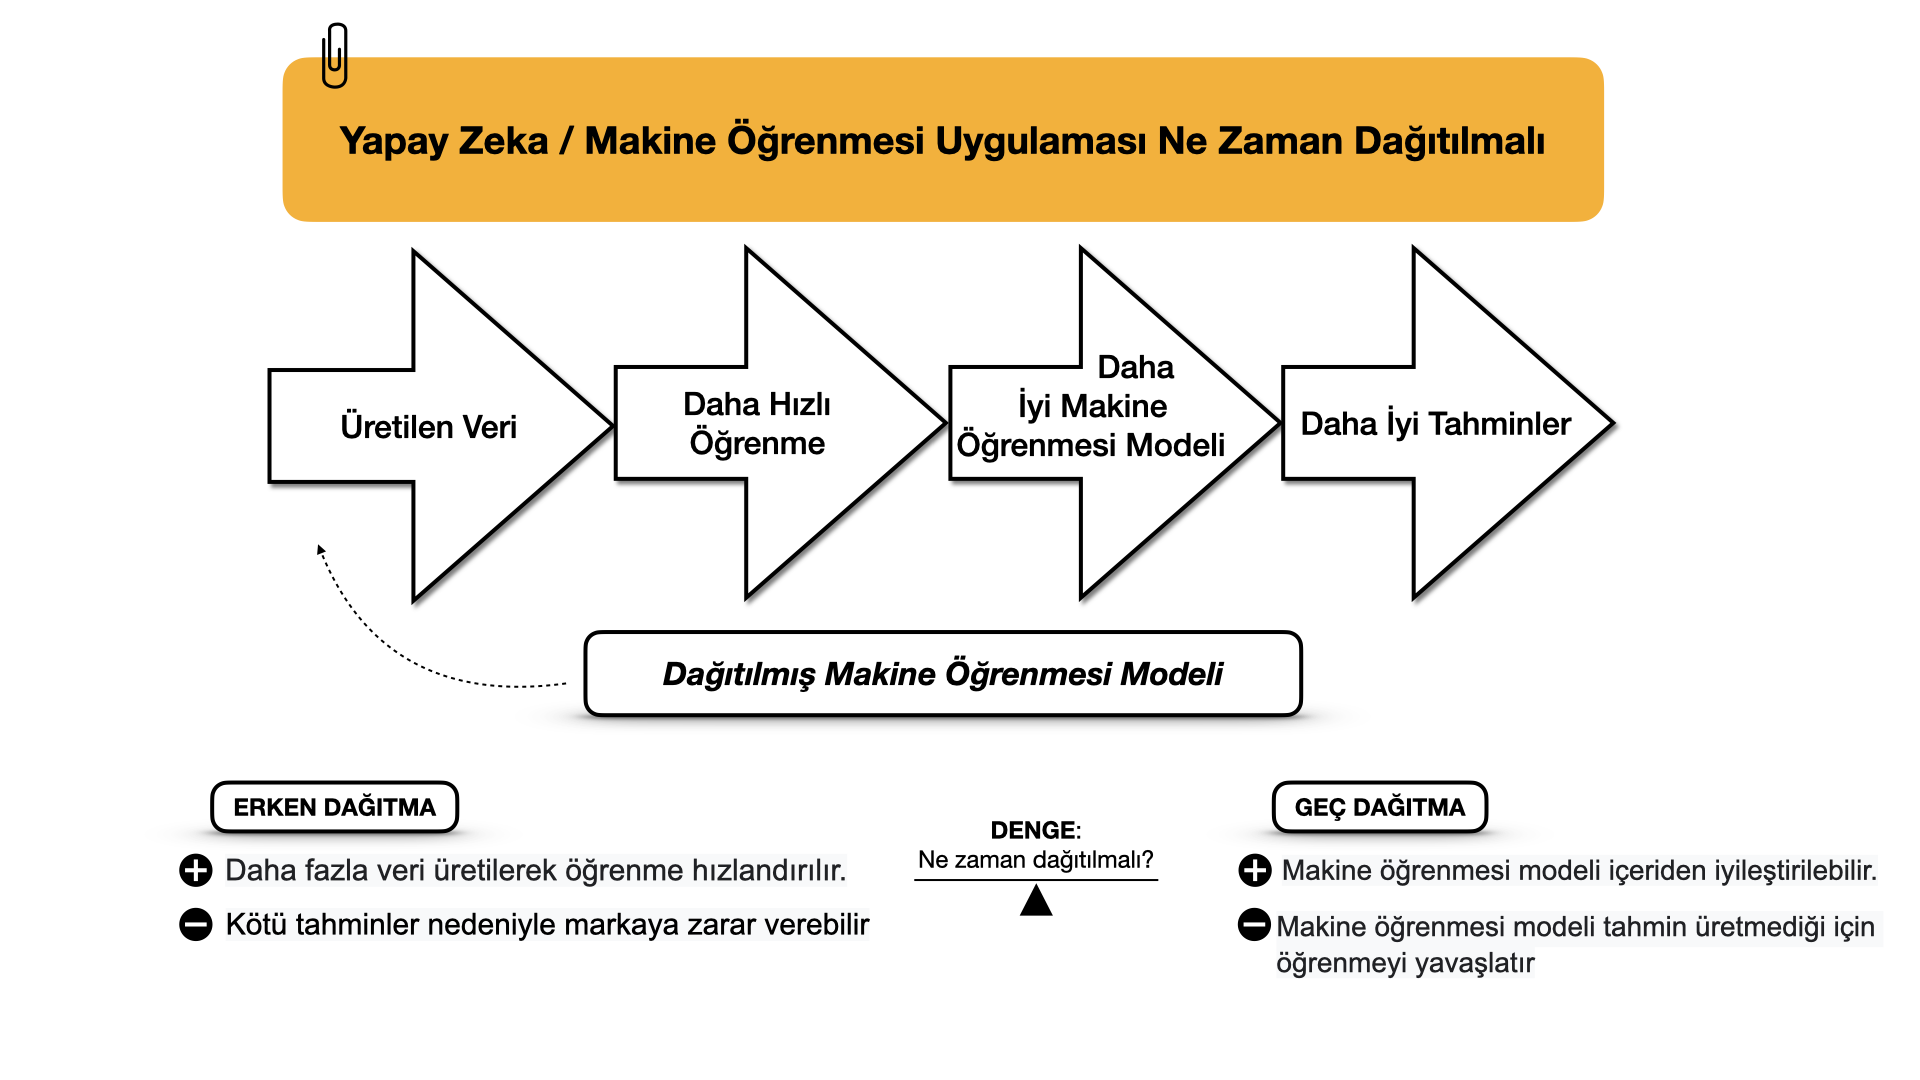 Yapay Zeka / Makine Öğrenmesi Uygulaması Ne Zaman Dağıtılmalı
Üretilen Veri
Daha Hızlı
Öğrenme
Daha
İyi Makine
Öğrenmesi Modeli
Daha İyi Tahminler
Dağıtılmış Makine Öğrenmesi Modeli
ERKEN DAĞITMA
Daha fazla veri üretilerek öğrenme hızlandırılır.
Kötü tahminler nedeniyle markaya zarar verebilir
DENGE:
Ne zaman dağıtılmalı?
GEÇ DAĞITMA
Makine öğrenmesi modeli içeriden iyileştirilebilir.
Makine öğrenmesi modeli tahmin üretmediği için
öğrenmeyi yavaşlatır